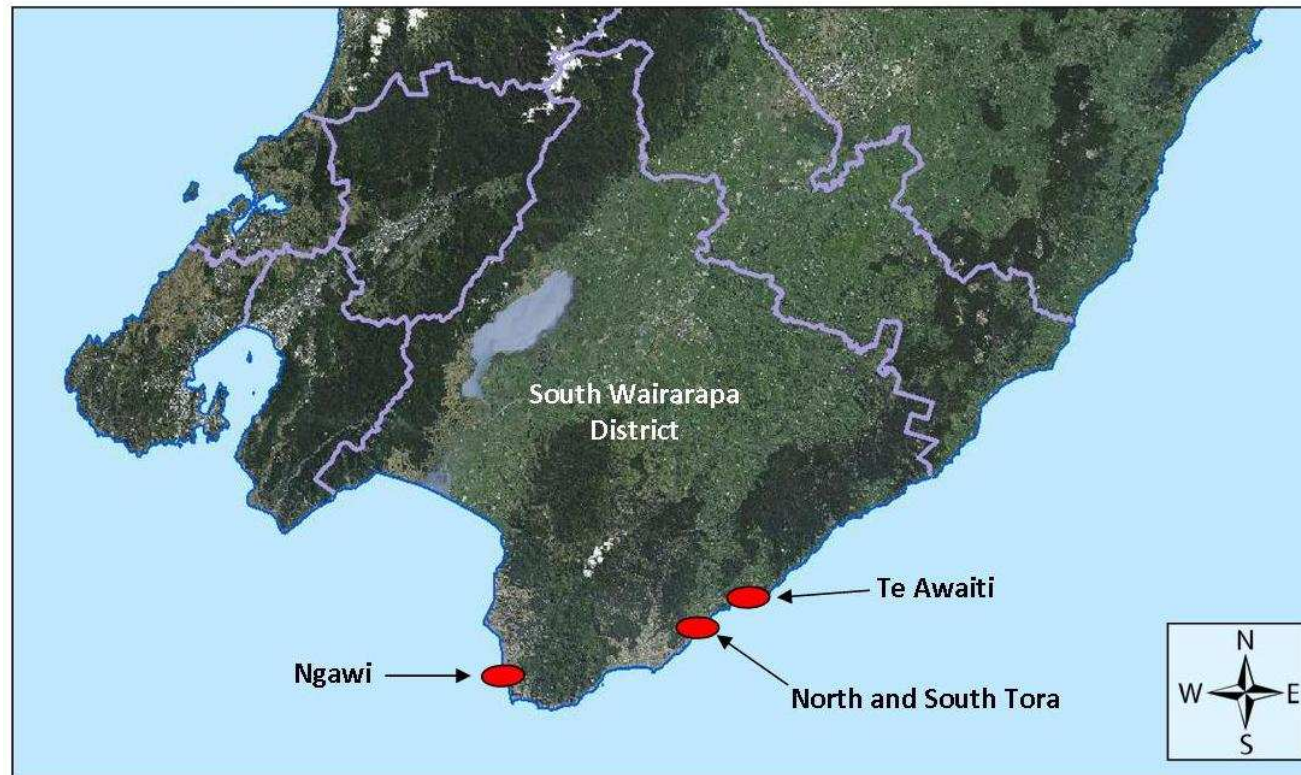 South Wairarapa
District
Te Awaiti
Ngawi
North and South Tora
N
W
E
S